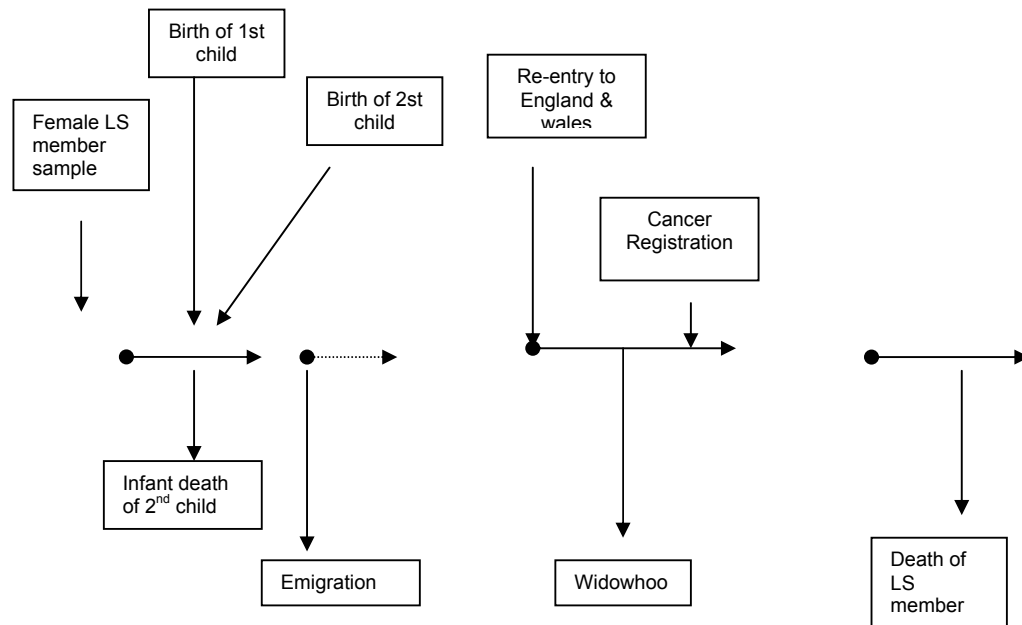 Birth of 1st
child
Re-entry to
England &
wales
Birth of 2st
child
Female LS
member
sample
Cancer
Registration
Infant death
of 2nd child
Emigration
Widowhoo
Death of
LS
member